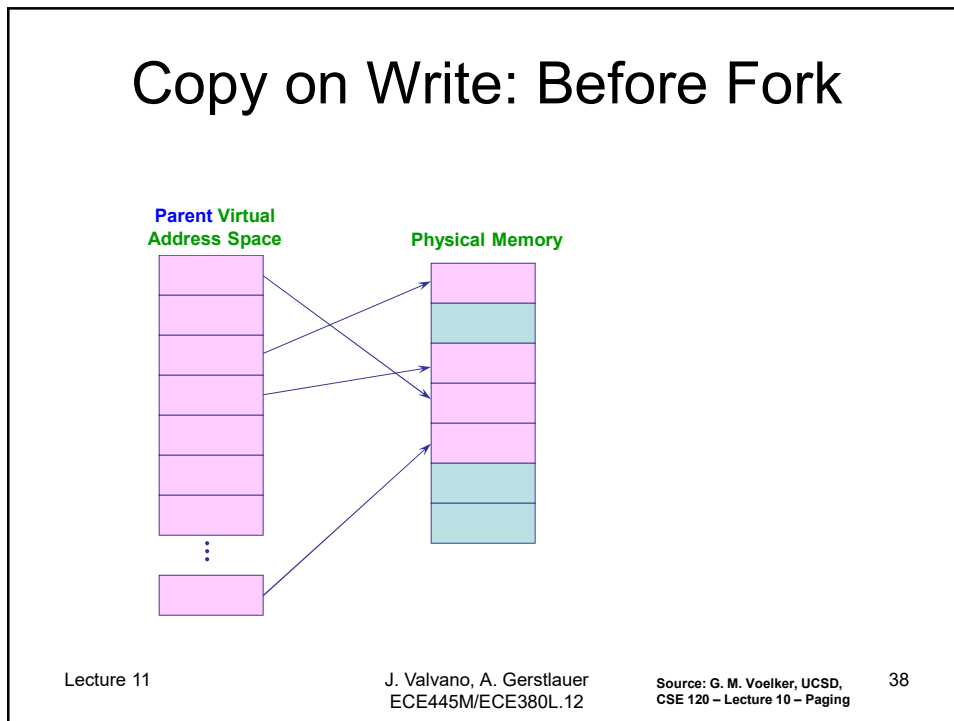 Copy on Write: Before Fork
Parent Virtual
Address Space
Physical Memory
Lecture 11
J. Valvano, A. Gerstlauer
ECE445M/ECE380L.12
Source: G. M. Voelker, UCSD,
CSE 120 – Lecture 10 – Paging
38